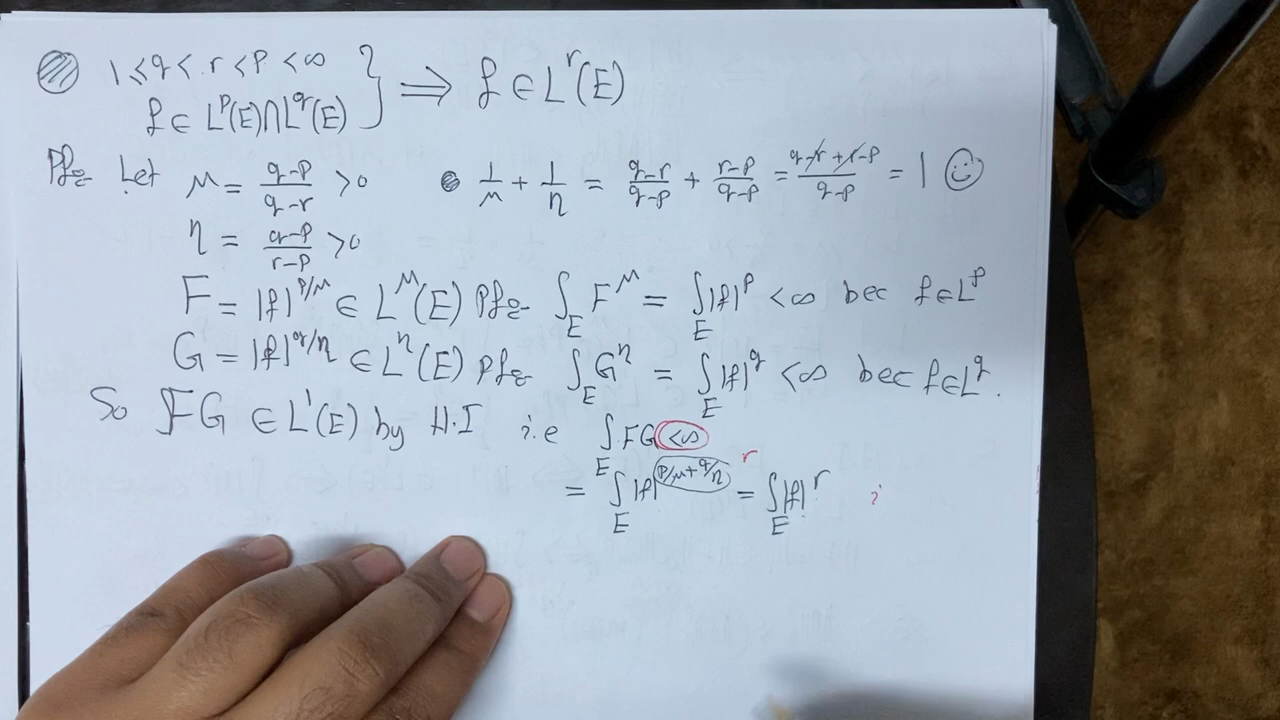 1 ≤ q < r < p < ∞
f ∈ L^p(E) ∩ L^q(E) } ⟹ f ∈ L^r(E)
Pf:- Let μ = (q-p)/(q-r) > 0 • 1/μ + 1/η = (q-r)/(q-p) + (r-p)/(q-p) = (q-r+r-p)/(q-p) = 1 ☺
η = (q-p)/(r-p) > 0
F = |f|^{p/μ} ∈ L^μ(E) Pf:- ∫_E F^μ = ∫_E |f|^p < ∞ bec f ∈ L^p
G = |f|^{q/η} ∈ L^η(E) Pf:- ∫_E G^η = ∫_E |f|^q < ∞ bec f ∈ L^q.
So FG ∈ L^1(E) by H.I i.e ∫_E FG < ∞
= ∫_E |f|^{p/μ + q/η} r = ∫_E |f|^r i